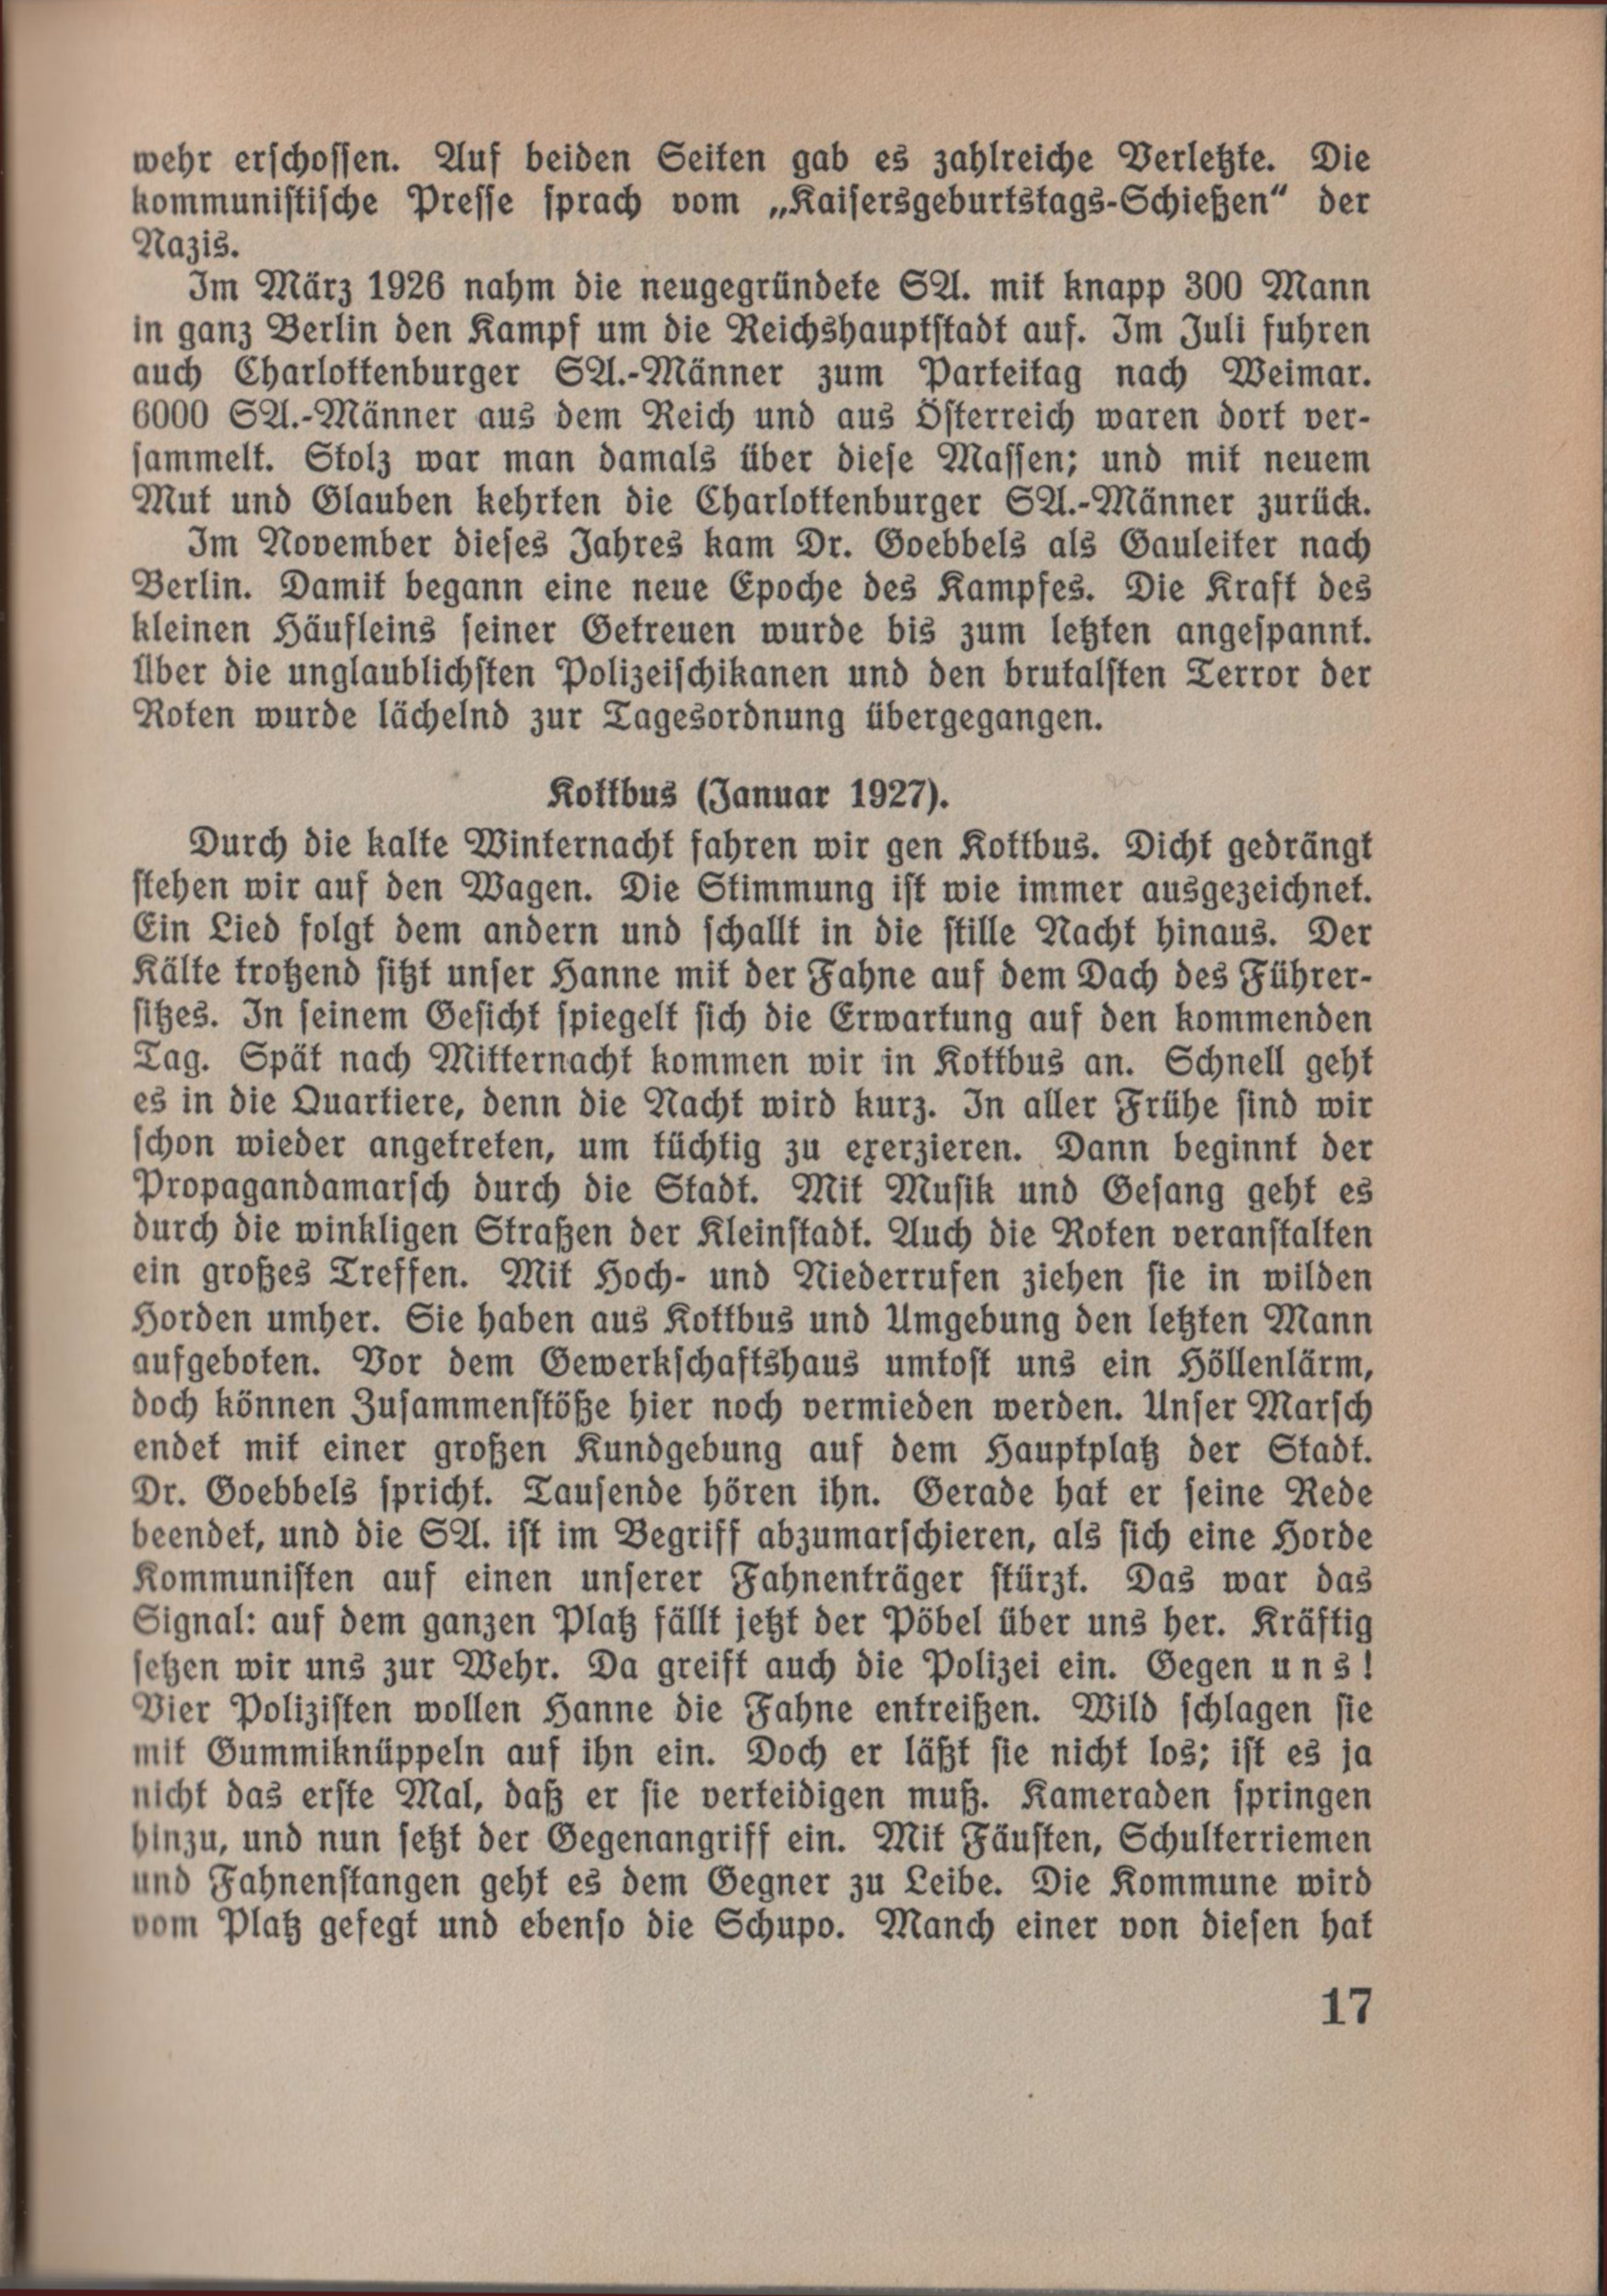 wehr erschossen. Auf beiden Seiten gab es zahlreiche Verletzte. Die
kommunistische Presse sprach vom „Kaisersgeburtstags-Schießen“ der
Nazis.
Im März 1926 nahm die neugegründete SA. mit knapp 300 Mann
in ganz Berlin den Kampf um die Reichshauptstadt auf. Im Juli fuhren
auch Charlottenburger SA.-Männer zum Parteitag nach Weimar.
6000 SA.-Männer aus dem Reich und aus Österreich waren dort ver-
sammelt. Stolz war man damals über diese Massen; und mit neuem
Mut und Glauben kehrten die Charlottenburger SA.-Männer zurück.
Im November dieses Jahres kam Dr. Goebbels als Gauleiter nach
Berlin. Damit begann eine neue Epoche des Kampfes. Die Kraft des
kleinen Häufleins seiner Getreuen wurde bis zum letzten angespannt.
Über die unglaublichsten Polizeischikanen und den brutalsten Terror der
Roten wurde lächelnd zur Tagesordnung übergegangen.
Kottbus (Januar 1927).
Durch die kalte Winternacht fahren wir gen Kottbus. Dicht gedrängt
stehen wir auf den Wagen. Die Stimmung ist wie immer ausgezeichnet.
Ein Lied folgt dem andern und schallt in die stille Nacht hinaus. Der
Kälte trotzend sitzt unser Hanne mit der Fahne auf dem Dach des Führer-
sitzes. In seinem Gesicht spiegelt sich die Erwartung auf den kommenden
Tag. Spät nach Mitternacht kommen wir in Kottbus an. Schnell geht
es in die Quartiere, denn die Nacht wird kurz. In aller Frühe sind wir
schon wieder angetreten, um tüchtig zu exerzieren. Dann beginnt der
Propagandamarsch durch die Stadt. Mit Musik und Gesang geht es
durch die winkligen Straßen der Kleinstadt. Auch die Roten veranstalten
ein großes Treffen. Mit Hoch- und Niederrufen ziehen sie in wilden
Horden umher. Sie haben aus Kottbus und Umgebung den letzten Mann
aufgeboten. Vor dem Gewerkschaftshaus umtost uns ein Höllenlärm,
doch können Zusammenstöße hier noch vermieden werden. Unser Marsch
endet mit einer großen Kundgebung auf dem Hauptplatz der Stadt.
Dr. Goebbels spricht. Tausende hören ihn. Gerade hat er seine Rede
beendet, und die SA. ist im Begriff abzumarschieren, als sich eine Horde
Kommunisten auf einen unserer Fahnenträger stürzt. Das war das
Signal: auf dem ganzen Platz fällt jetzt der Pöbel über uns her. Kräftig
setzen wir uns zur Wehr. Da greift auch die Polizei ein. Gegen uns!
Vier Polizisten wollen Hanne die Fahne entreißen. Wild schlagen sie
mit Gummiknüppeln auf ihn ein. Doch er läßt sie nicht los; ist es ja
nicht das erste Mal, daß er sie verteidigen muß. Kameraden springen
hinzu, und nun setzt der Gegenangriff ein. Mit Fäusten, Schulterriemen
und Fahnenstangen geht es dem Gegner zu Leibe. Die Kommune wird
vom Platz gefegt und ebenso die Schupo. Manch einer von diesen hat
17